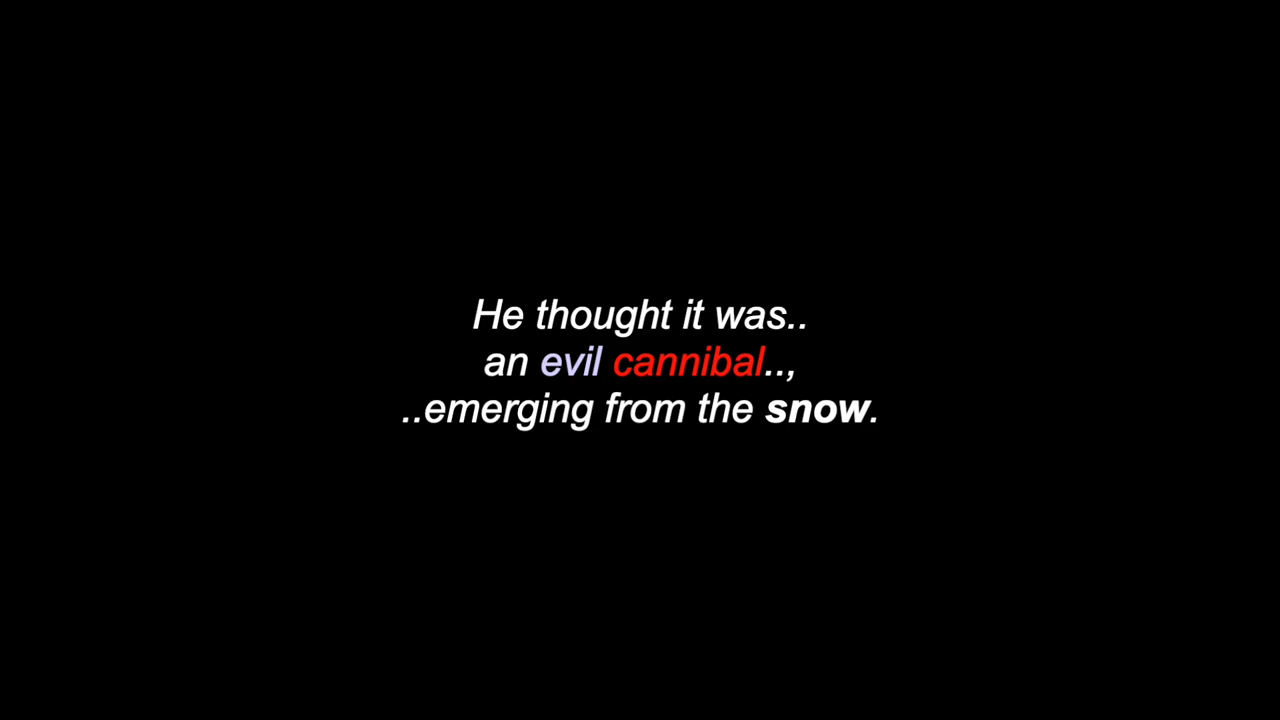 He thought it was..
an evil cannibal..,
..emerging from the snow.